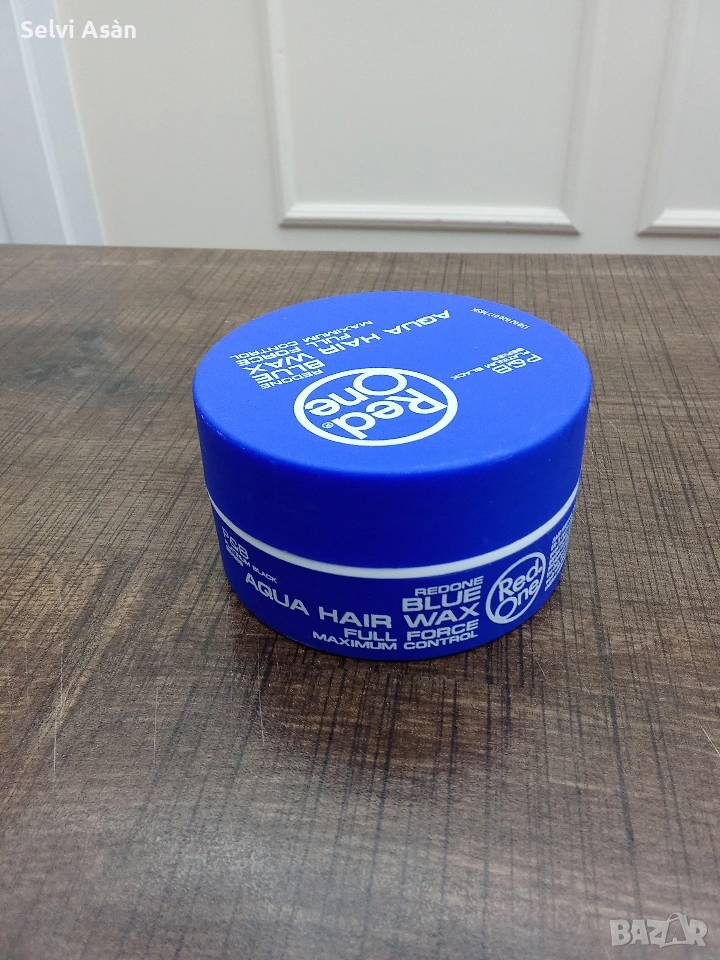 Selvi Asàn
AQUA HAIR
FULL
MAXIMUM CONTROL
REDONE
BLUE
WAX
FORCE
P&B
Red
One
®
P&B
AQUA HAIR
FULL FORCE
MAXIMUM CONTROL
REDONE
BLUE
WAX
Red
One
BAZAR